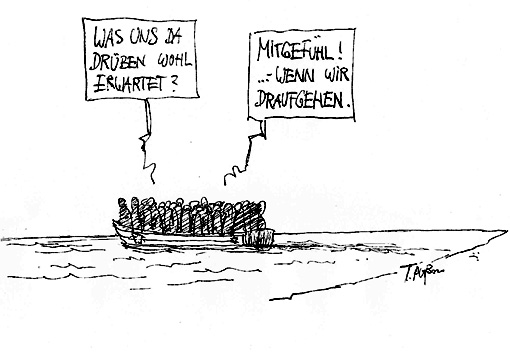 WAS UNS DA
DRÜBEN WOHL
ERWARTET?
MITGEFÜHL!
...- WENN WIR
DRAUFGEHEN.